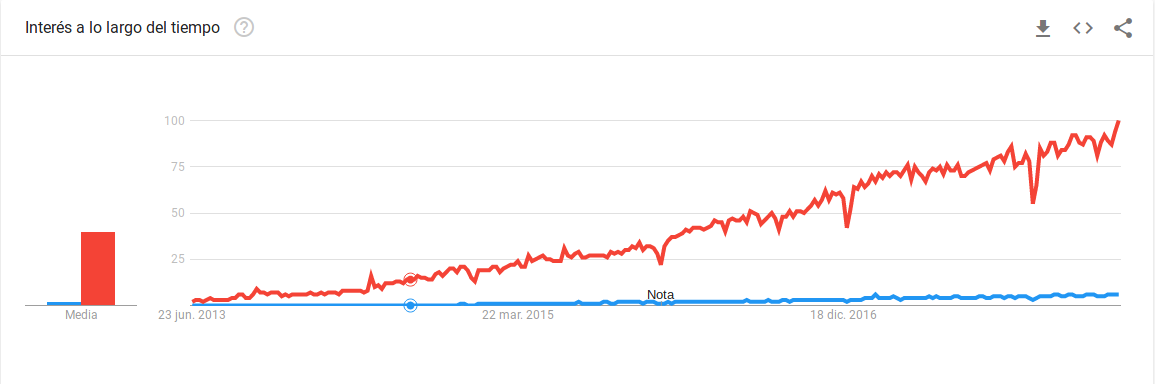 Interés a lo largo del tiempo ?
100
75
50
25
Nota
Media
23 jun. 2013
22 mar. 2015
18 dic. 2016